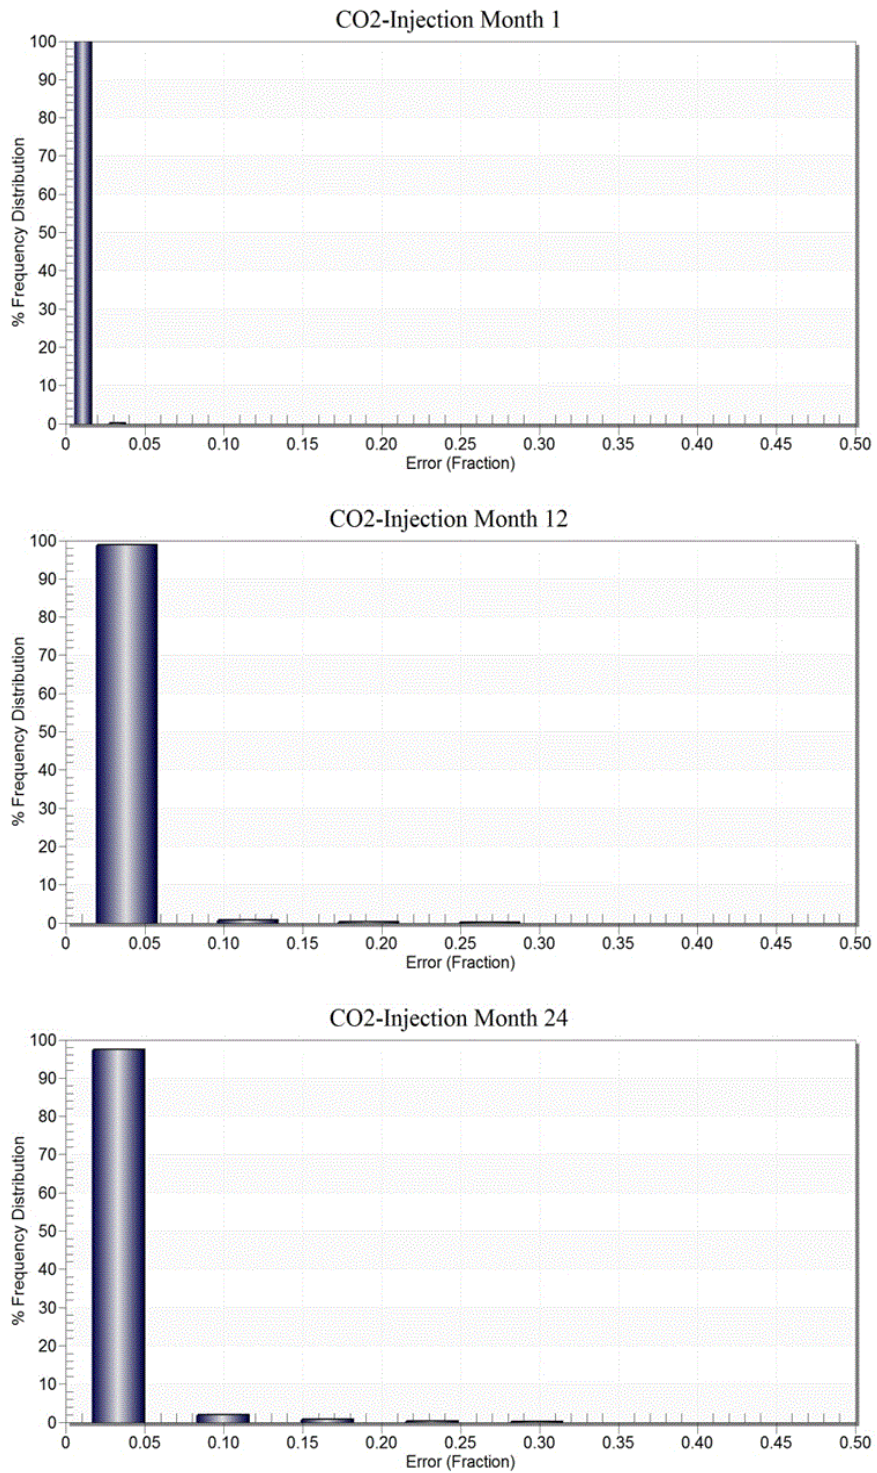 CO2-Injection Month 1
100
90
80
70
60
50
40
30
20
10
0
% Frequency Distribution
0 0.05 0.10 0.15 0.20 0.25 0.30 0.35 0.40 0.45 0.50
Error (Fraction)
CO2-Injection Month 12
100
90
80
70
60
50
40
30
20
10
0
% Frequency Distribution
0 0.05 0.10 0.15 0.20 0.25 0.30 0.35 0.40 0.45 0.50
Error (Fraction)
CO2-Injection Month 24
100
90
80
70
60
50
40
30
20
10
0
% Frequency Distribution
0 0.05 0.10 0.15 0.20 0.25 0.30 0.35 0.40 0.45 0.50
Error (Fraction)